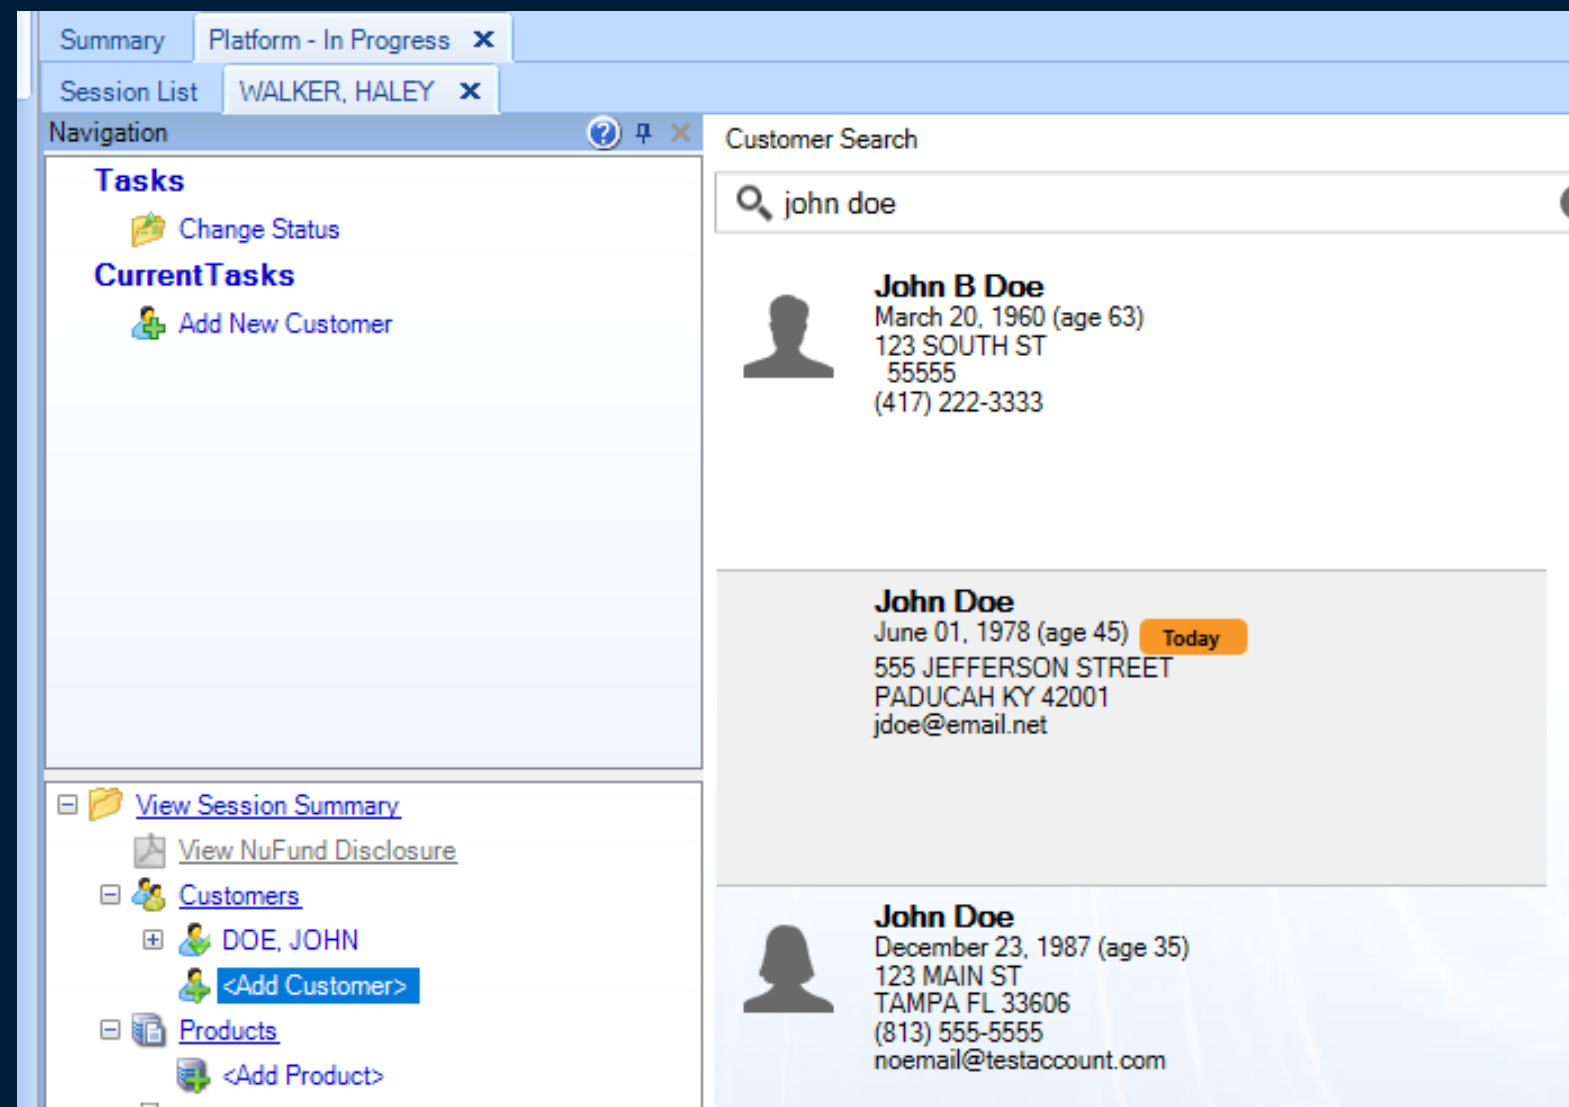 Summary
Platform - In Progress
Session List
WALKER, HALEY
Navigation
Tasks
Change Status
CurrentTasks
Add New Customer
View Session Summary
View NuFund Disclosure
Customers
DOE, JOHN
<Add Customer>
Products
<Add Product>
Customer Search
john doe
John B Doe
March 20, 1960 (age 63)
123 SOUTH ST
55555
(417) 222-3333
John Doe
June 01, 1978 (age 45) Today
555 JEFFERSON STREET
PADUCAH KY 42001
jdoe@email.net
John Doe
December 23, 1987 (age 35)
123 MAIN ST
TAMPA FL 33606
(813) 555-5555
noemail@testaccount.com